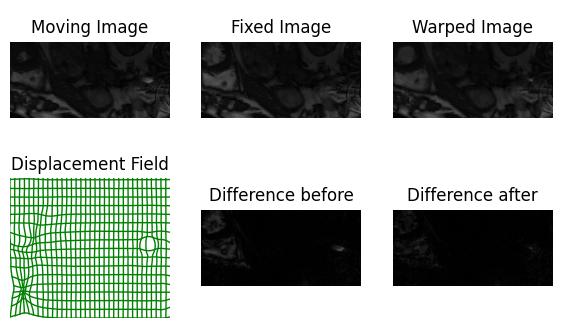 Moving Image
Fixed Image
Warped Image
Displacement Field
Difference before
Difference after